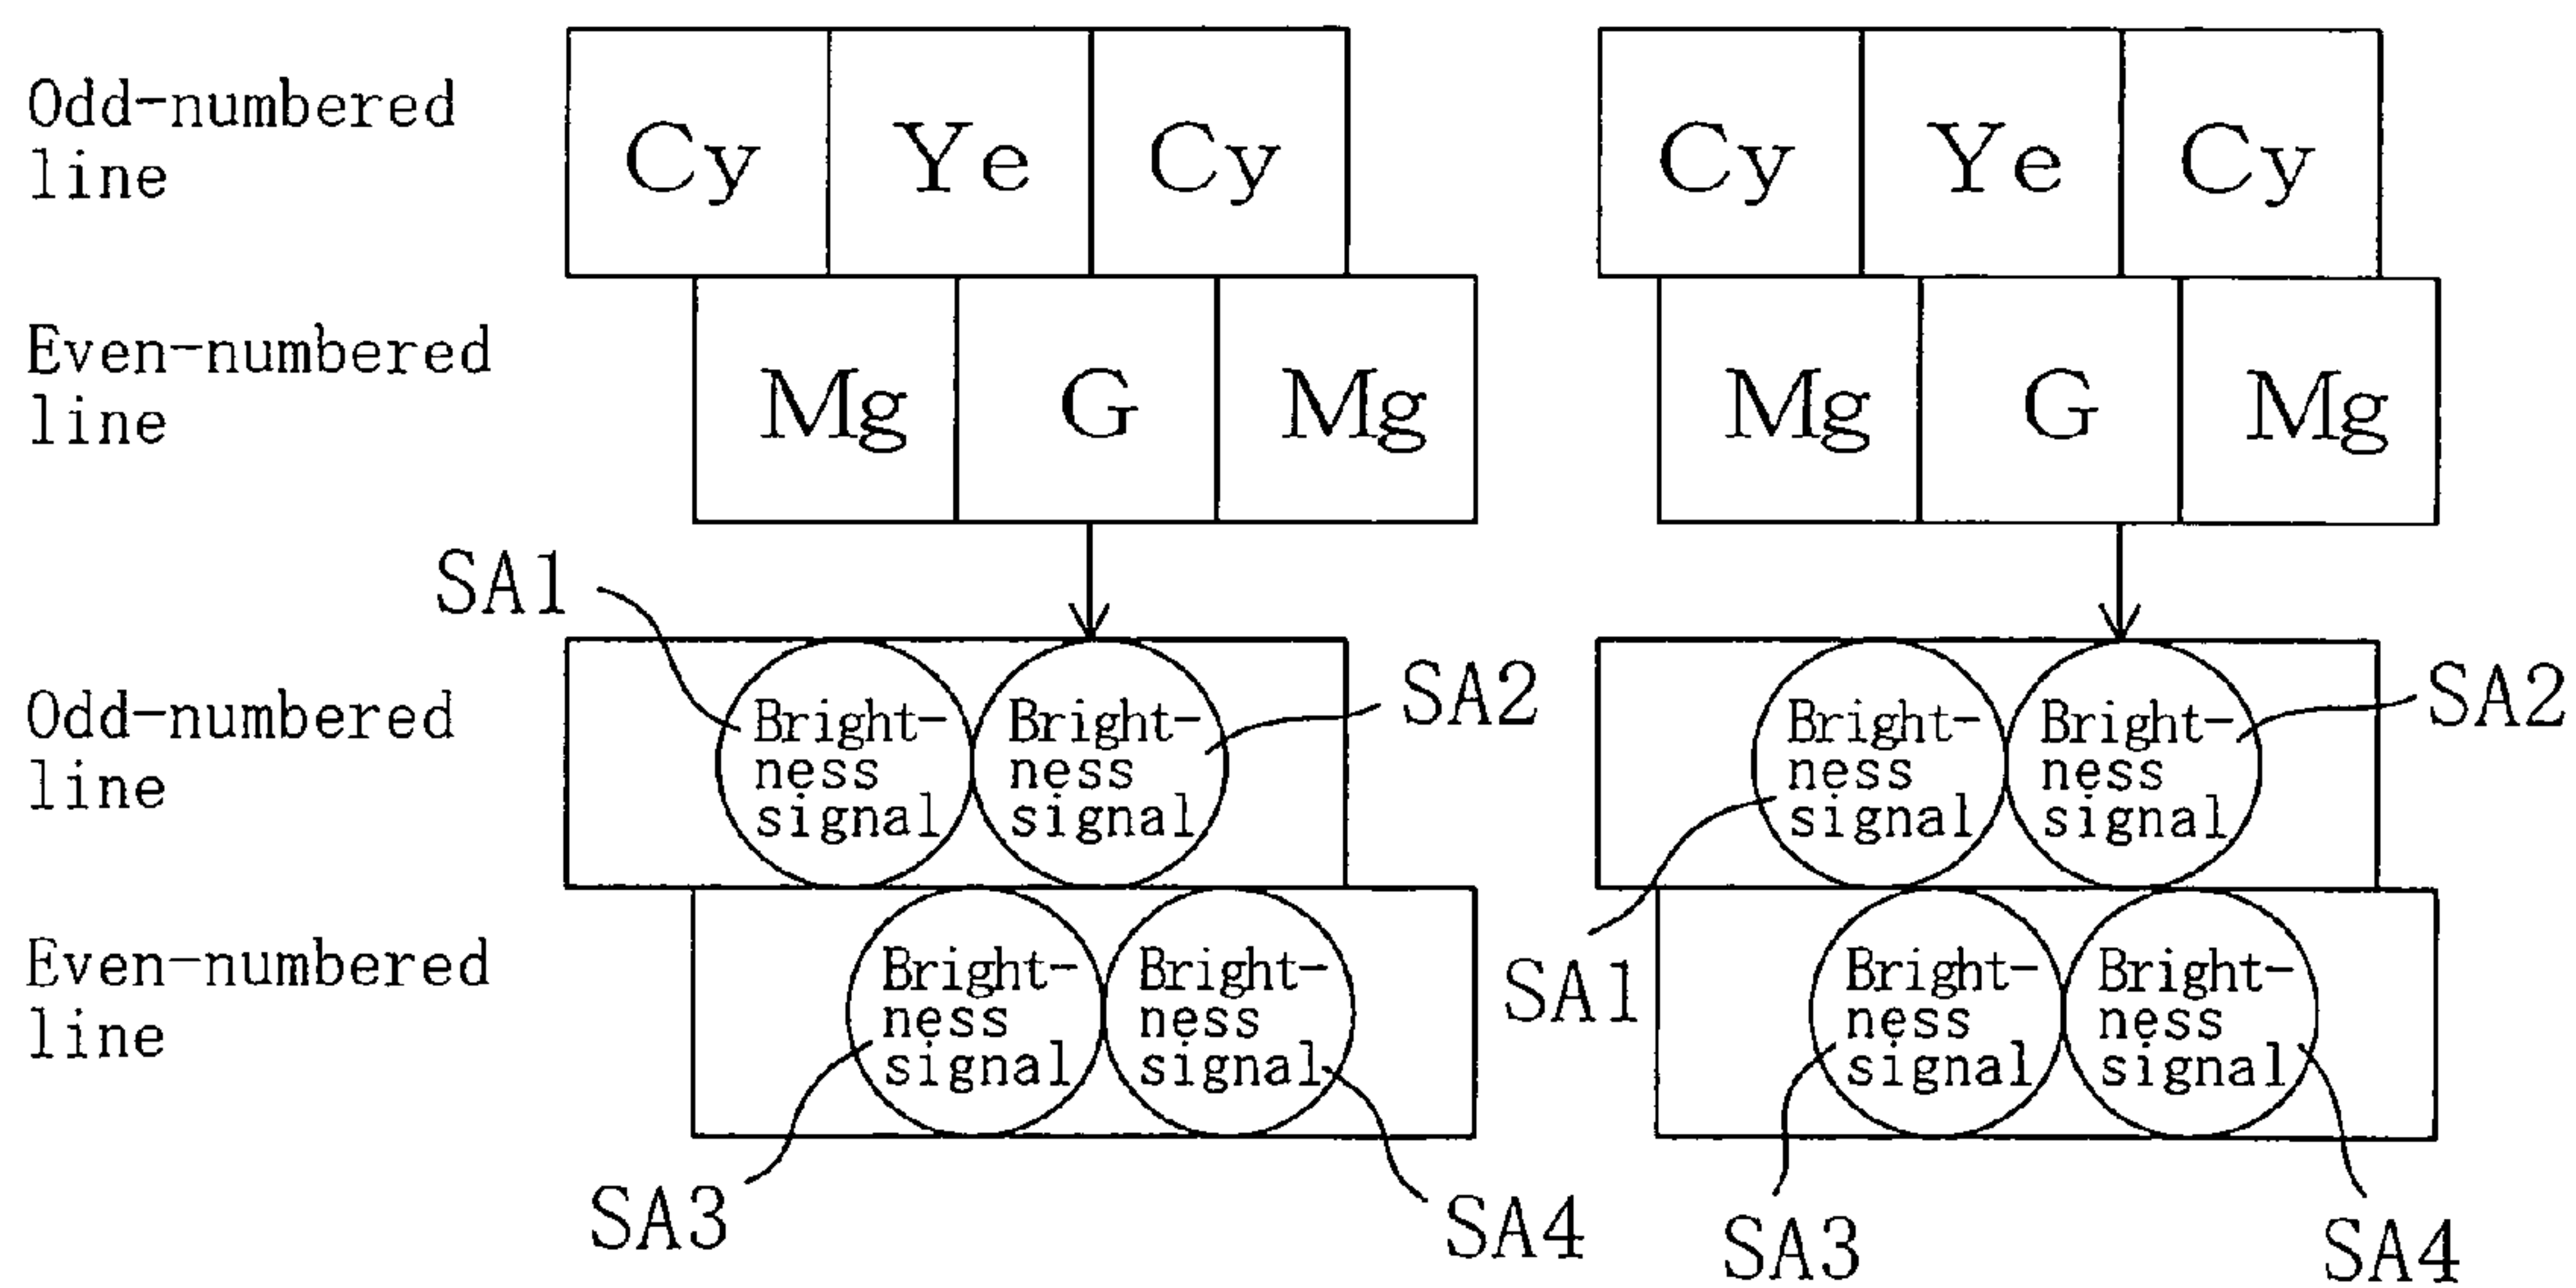 Odd-numbered
line
Cy Ye Cy
Cy Ye Cy
Even-numbered
line
Mg G Mg
Mg G Mg
SA1
Odd-numbered
line
Bright-
ness
signal
Bright-
ness
signal
SA2
Bright-
ness
signal
Bright-
ness
signal
SA2
SA1
Even-numbered
line
Bright-
ness
signal
Bright-
ness
signal
Bright-
ness
signal
Bright-
ness
signal
SA3
SA4
SA3
SA4